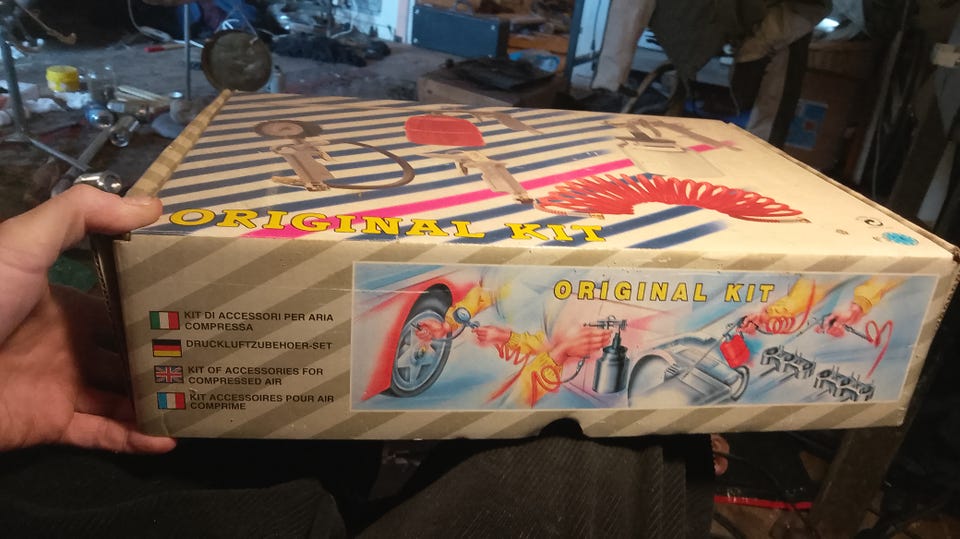 ORIGINAL KIT
ORIGINAL KIT
KIT DI ACCESSORI PER ARIA
COMPRESSA
DRUCKLUFTZUBEHOER-SET
KIT OF ACCESSORIES FOR
COMPRESSED AIR
KIT ACCESSOIRES POUR AIR
COMPRIME